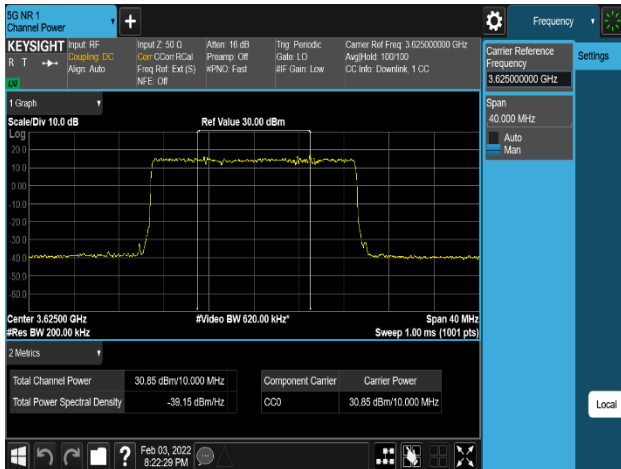 5G NR 1
Channel Power
Frequency
KEYSIGHT
R T
Input: RF
Coupling: DC
Align: Auto
Input Z: 50 Ω
Corr CCorr RCal
Freq Ref: Ext (S)
NFE: Off
Atten: 16 dB
Preamp: Off
#PNO: Fast
Trig: Periodic
Gate: LO
#IF Gain: Low
Carrier Ref Freq: 3.625000000 GHz
Avg|Hold: 100/100
CC Info: Downlink, 1 CC
Carrier Reference
Frequency
3.625000000 GHz
Settings
Span
40.000 MHz
Auto
Man
1 Graph
Scale/Div 10.0 dB
Ref Value 30.00 dBm
Log
20.0
10.0
0.00
-10.0
-20.0
-30.0
-40.0
-50.0
-60.0
Center 3.62500 GHz
#Video BW 620.00 kHz*
Span 40 MHz
#Res BW 200.00 kHz
Sweep 1.00 ms (1001 pts)
2 Metrics
Total Channel Power 30.85 dBm/10.000 MHz
Total Power Spectral Density -39.15 dBm/Hz
Component Carrier Carrier Power
CC0 30.85 dBm/10.000 MHz
Local
?
Feb 03, 2022
8:22:29 PM